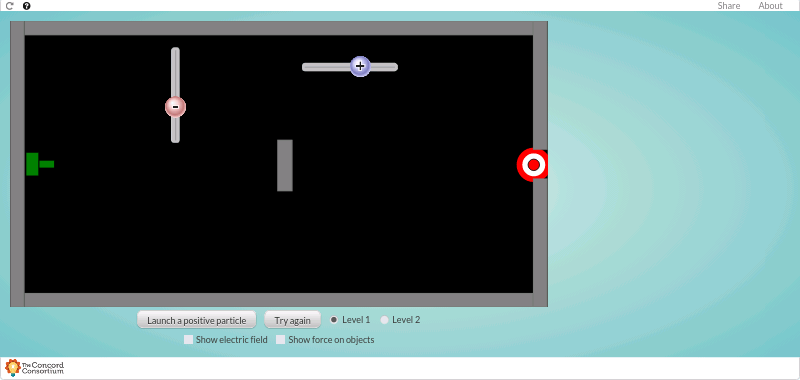 Share About
-
+
Launch a positive particle Try again Level 1 Level 2
Show electric field Show force on objects
The Concord
Consortium